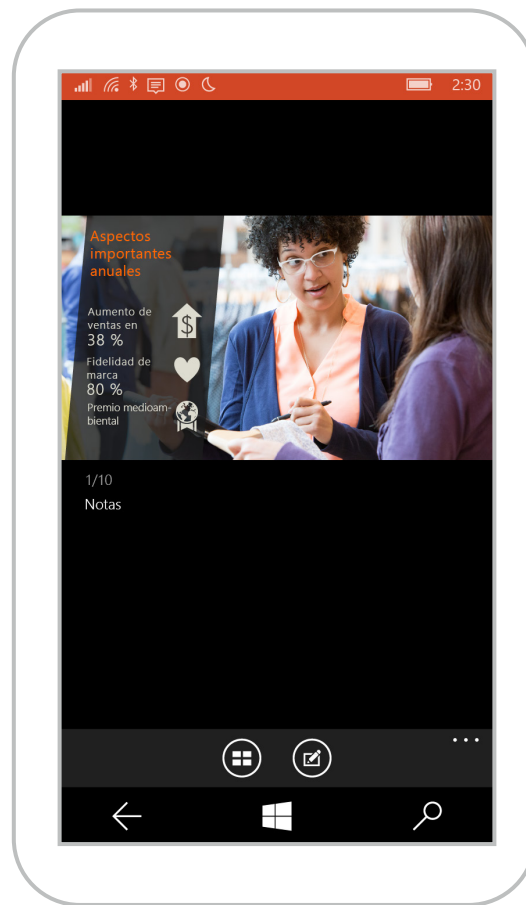 2:30
Aspectos
importantes
anuales
Aumento de
ventas en
38 %
$
Fidelidad de
marca
80 %
Premio medioam-
biental
1/10
Notas